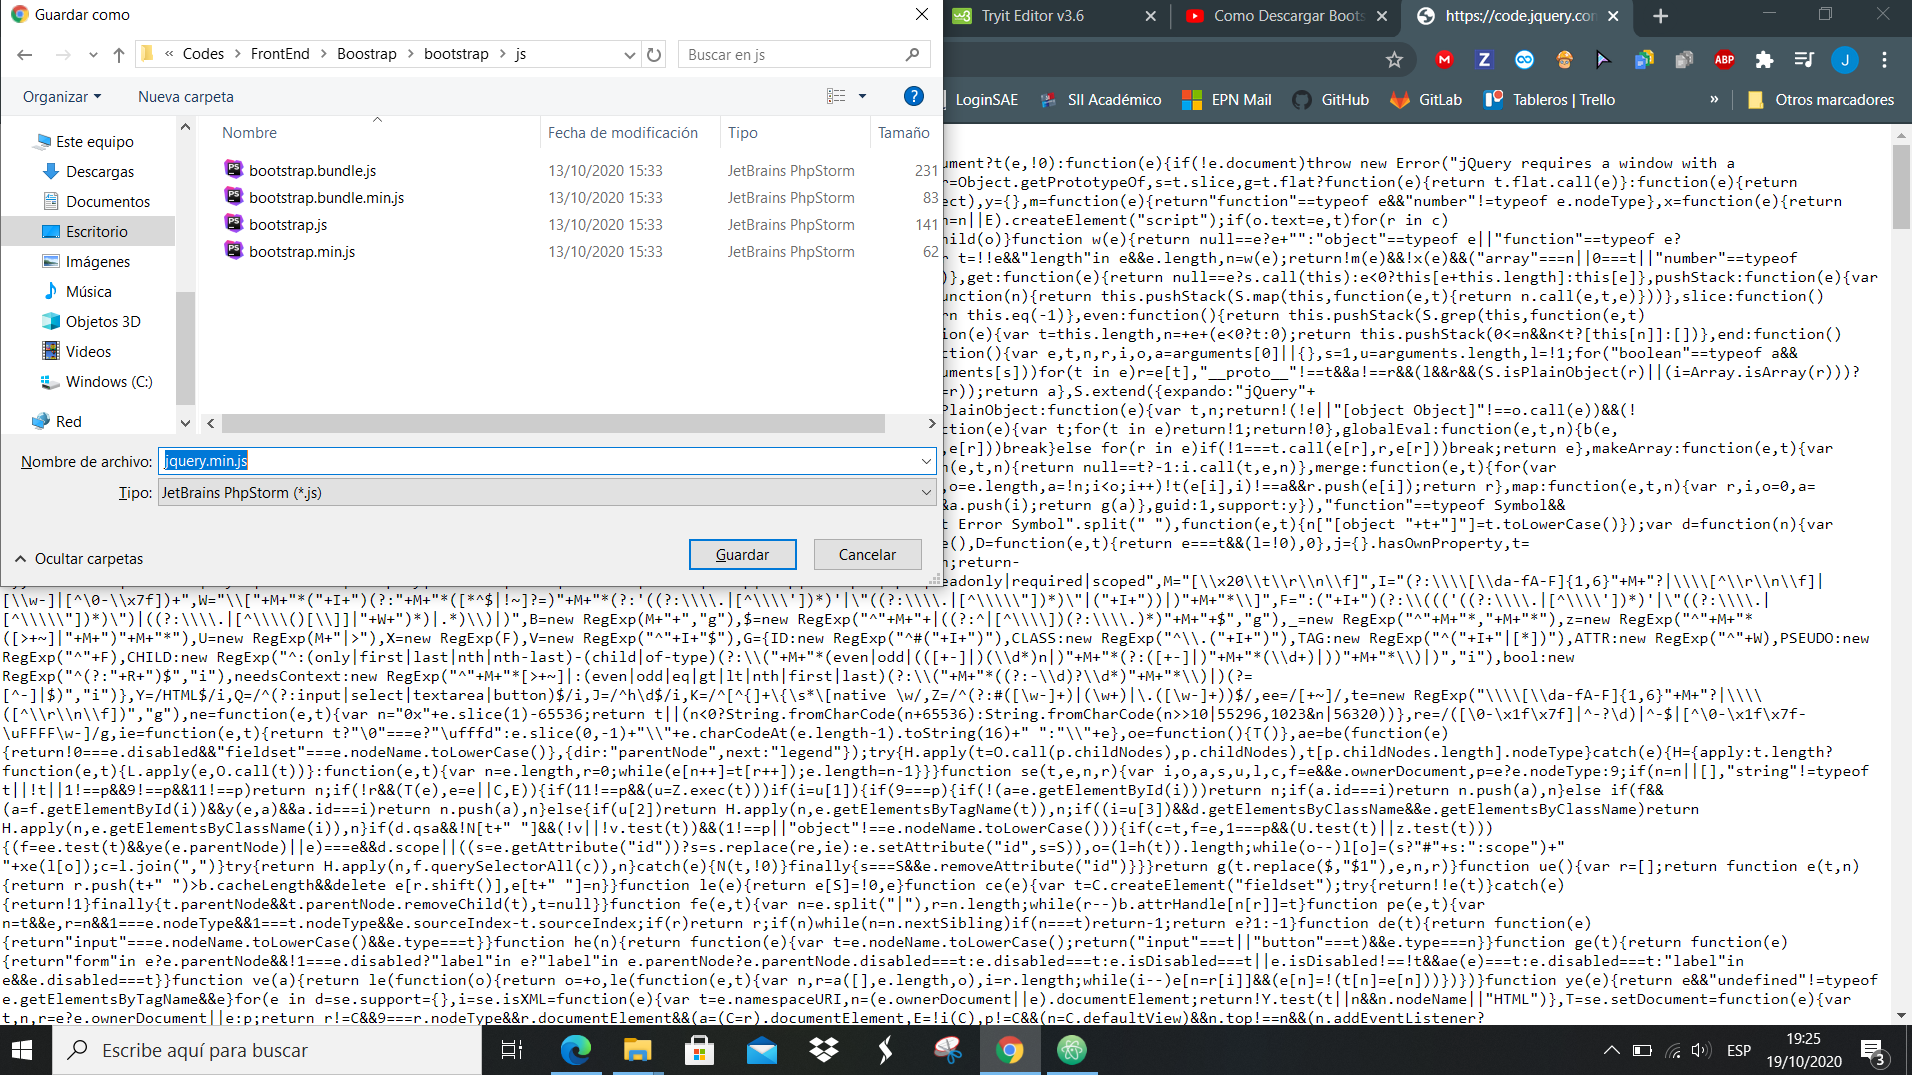 Guardar como
« Codes > FrontEnd > Boostrap > bootstrap > js
Buscar en js
Organizar
Nueva carpeta
Este equipo
Descargas
Documentos
Escritorio
Imágenes
Música
Objetos 3D
Videos
Windows (C:)
Red
Nombre Fecha de modificación Tipo Tamaño
bootstrap.bundle.js 13/10/2020 15:33 JetBrains PhpStorm 231
bootstrap.bundle.min.js 13/10/2020 15:33 JetBrains PhpStorm 83
bootstrap.js 13/10/2020 15:33 JetBrains PhpStorm 141
bootstrap.min.js 13/10/2020 15:33 JetBrains PhpStorm 62
Nombre de archivo: jquery.min.js
Tipo: JetBrains PhpStorm (*.js)
Ocultar carpetas
Guardar
Cancelar
Tryit Editor v3.6
Como Descargar Boots
https://code.jquery.con
ABP
J
LoginSAE
SII Académico
EPN Mail
GitHub
GitLab
Tableros | Trello
»
Otros marcadores
ument?t(e,!0):function(e){if(!e.document)throw new Error("jQuery requires a window with a
r=Object.getPrototypeOf,s=t.slice,g=t.flat?function(e){return t.flat.call(e)}:function(e){return
ect),y={},m=function(e){return"function"==typeof e&&"number"!=typeof e.nodeType},x=function(e){return
n=n||E).createElement("script");if(o.text=e,t)for(r in c)
hild(o)}function w(e){return null==e?e+"":"object"==typeof e||"function"==typeof e?
r t=!!e&&"length"in e&&e.length,n=w(e);return!m(e)&&!x(e)&&("array"===n||0===t||"number"==typeof
)},get:function(e){return null==e?s.call(this):e<0?this[e+this.length]:this[e]},pushStack:function(e){var
unction(n){return this.pushStack(S.map(this,function(e,t){return n.call(e,t,e)}))},slice:function()
rn this.eq(-1)},even:function(){return this.pushStack(S.grep(this,function(e,t)
ion(e){var t=this.length,n=+e+(e<0?t:0);return this.pushStack(0<=n&&n<t?[this[n]]:[])},end:function()
ction(){var e,t,n,r,i,o,a=arguments[0]||{},s=1,u=arguments.length,l=!1;for("boolean"==typeof a&&
uments[s]))for(t in e)r=e[t],"__proto__"!==t&&a!==r&&(l&&r&&(S.isPlainObject(r)||(i=Array.isArray(r)))?
=r));return a},S.extend({expando:"jQuery"+
PlainObject:function(e){var t,n;return!(!e||"[object Object]"!==o.call(e))&&(!
ction(e){var t;for(t in e)return!1;return!0},globalEval:function(e,t,n){b(e,
,e[r]))break}else for(r in e)if(!1===t.call(e[r],r,e[r]))break;return e},makeArray:function(e,t){var
(e,t,n){return null==t?-1:i.call(t,e,n)},merge:function(e,t){for(var
,o=e.length,a=!n;i<o;i++)!t(e[i],i)!==a&&r.push(e[i]);return r},map:function(e,t,n){var r,i,o=0,a=
&a.push(i);return g(a)},guid:1,support:y}),"function"==typeof Symbol&&
t Error Symbol".split(" "),function(e,t){n["[object "+t+"]"]=t.toLowerCase()});var d=function(n){var
e(),D=function(e,t){return e===t&&(l=!0),0},j={}.hasOwnProperty,t=
n;return-
eadonly|required|scoped",M="[\\x20\\t\\r\\n\\f]",I="(?:\\\\[\\da-fA-F]{1,6}"+M+"?|\\\\[^\\r\\n\\f]|
[\\w-]|[^\0-\\x7f])+",W="\\["+M+"*("+I+")(?:"+M+"*([*^$|!~]?=)"+M+"*(?:'((?:\\\\.|[^\\\\'])*)'|\"((?:\\\\.|[^\\\\\"])*)\"|("+I+"))|)"+M+"*\\]",F=":("+I+")(?:\\((('((?:\\\\.|[^\\\\'])*)'|\"((?:\\\\.|
[^\\\\\"])*)\")|((?:\\\\.|[^\\\\()[\\]]|"+W+")*)|.*)\\)|)",B=new RegExp(M+"+","g"),$=new RegExp("^"+M+"+|((?:^|[^\\\\])(?:\\\\.)*)"+M+"+$","g"),_=new RegExp("^"+M+"*,"+M+"*"),z=new RegExp("^"+M+"*
([>+~]|"+M+")"+M+"*"),U=new RegExp(M+"|>"),X=new RegExp(F),V=new RegExp("^"+I+"$"),G={ID:new RegExp("^#("+I+")"),CLASS:new RegExp("^\\.("+I+")"),TAG:new RegExp("^("+I+"|[*])"),ATTR:new RegExp("^"+W),PSEUDO:new
RegExp("^"+F),CHILD:new RegExp("^:(only|first|last|nth|nth-last)-(child|of-type)(?:\\("+M+"*(even|odd|(([+-]|)(\\d*)n|)"+M+"*(?:([+-]|)"+M+"*(\\d+)|))"+M+"*\\)|)","i"),bool:new
RegExp("^(?:"+R+")$","i"),needsContext:new RegExp("^"+M+"*[>+~]|:(even|odd|eq|gt|lt|nth|first|last)(?:\\("+M+"*((?:-\\d)?\\d*)"+M+"*\\)|)(?=
[^-]|$)","i")},Y=/HTML$/i,Q=/^(?:input|select|textarea|button)$/i,J=/^h\d$/i,K=/^[^{]+\{\s*\[native \w/,Z=/^(?:#([\w-]+)|(\w+)|\.([\w-]+))$/,ee=/[+~]/,te=new RegExp("\\\\[\\da-fA-F]{1,6}"+M+"?|\\\\
([^\\r\\n\\f])","g"),ne=function(e,t){var n="0x"+e.slice(1)-65536;return t||(n<0?String.fromCharCode(n+65536):String.fromCharCode(n>>10|55296,1023&n|56320))},re=/([\0-\x1f\x7f]|^-?\d)|^-$|[^\0-\x1f\x7f-
\uFFFF\w-]/g,ie=function(e,t){return t?"\0"===e?"\ufffd":e.slice(0,-1)+"\\"+e.charCodeAt(e.length-1).toString(16)+" ":"\\"+e},oe=function(){T()},ae=be(function(e)
{return!0===e.disabled&&"fieldset"===e.nodeName.toLowerCase()},{dir:"parentNode",next:"legend"});try{H.apply(t=O.call(p.childNodes),p.childNodes),t[p.childNodes.length].nodeType}catch(e){H={apply:t.length?
function(e,t){L.apply(e,O.call(t))}:function(e,t){var n=e.length,r=0;while(e[n++]=t[r++]);e.length=n-1}}}function se(t,e,n,r){var i,o,a,s,u,l,c,f=e&&e.ownerDocument,p=e?e.nodeType:9;if(n=n||[],"string"!=typeof
t||!t||1!==p&&9!==p&&11!==p)return n;if(!r&&(T(e),e=e||C,E)){if(11!==p&&(u=Z.exec(t)))if(i=u[1]){if(9===p){if(!(a=e.getElementById(i)))return n;if(a.id===i)return n.push(a),n}else if(f&&
(a=f.getElementById(i))&&y(e,a)&&a.id===i)return n.push(a),n}else{if(u[2])return H.apply(n,e.getElementsByTagName(t)),n;if((i=u[3])&&d.getElementsByClassName&&e.getElementsByClassName)return
H.apply(n,e.getElementsByClassName(i)),n}if(d.qsa&&!N[t+" "]&&(!v||!v.test(t))&&(1!==p||"object"!==e.nodeName.toLowerCase())){if(c=t,f=e,1===p&&(U.test(t)||z.test(t)))
{(f=ee.test(t)&&ye(e.parentNode)||e)===e&&d.scope||((s=e.getAttribute("id"))?s=s.replace(re,ie):e.setAttribute("id",s=S)),o=(l=h(t)).length;while(o--)l[o]=(s?"#"+s:":scope")+"
"+xe(l[o]);c=l.join(",")}try{return H.apply(n,f.querySelectorAll(c)),n}catch(e){N(t,!0)}finally{s===S&&e.removeAttribute("id")}}}return g(t.replace($,"$1"),e,n,r)}function ue(){var r=[];return function e(t,n)
{return r.push(t+" ")>b.cacheLength&&delete e[r.shift()],e[t+" "]=n}}function le(e){return e[S]=!0,e}function ce(e){var t=C.createElement("fieldset");try{return!!e(t)}catch(e)
{return!1}finally{t.parentNode&&t.parentNode.removeChild(t),t=null}}function fe(e,t){var n=e.split("|"),r=n.length;while(r--)b.attrHandle[n[r]]=t}function pe(e,t){var
n=t&&e,r=n&&1===e.nodeType&&1===t.nodeType&&e.sourceIndex-t.sourceIndex;if(r)return r;if(n)while(n=n.nextSibling)if(n===t)return-1;return e?1:-1}function de(t){return function(e)
{return"input"===e.nodeName.toLowerCase()&&e.type===t}}function he(n){return function(e){var t=e.nodeName.toLowerCase();return("input"===t||"button"===t)&&e.type===n}}function ge(t){return function(e)
{return"form"in e?e.parentNode&&!1===e.disabled?"label"in e?"label"in e.parentNode?e.parentNode.disabled===t:e.disabled===t:e.isDisabled===t||e.isDisabled!==!t&&ae(e)===t:e.disabled===t:"label"in
e&&e.disabled===t}}function ve(a){return le(function(o){return o=+o,le(function(e,t){var n,r=a([],e.length,o),i=r.length;while(i--)e[n=r[i]]&&(e[n]=!(t[n]=e[n]))})})}function ye(e){return e&&"undefined"!=typeof
e.getElementsByTagName&&e}for(e in d=se.support={},i=se.isXML=function(e){var t=e.namespaceURI,n=(e.ownerDocument||e).documentElement;return!Y.test(t||n&&n.nodeName||"HTML")},T=se.setDocument=function(e){var
t,n,r=e?e.ownerDocument||e:p;return r!=C&&9===r.nodeType&&r.documentElement&&(a=(C=r).documentElement,E=!i(C),p!=C&&(n=C.defaultView)&&n.top!==n&&(n.addEventListener?
Escribe aquí para buscar
ESP
19:25
19/10/2020
3